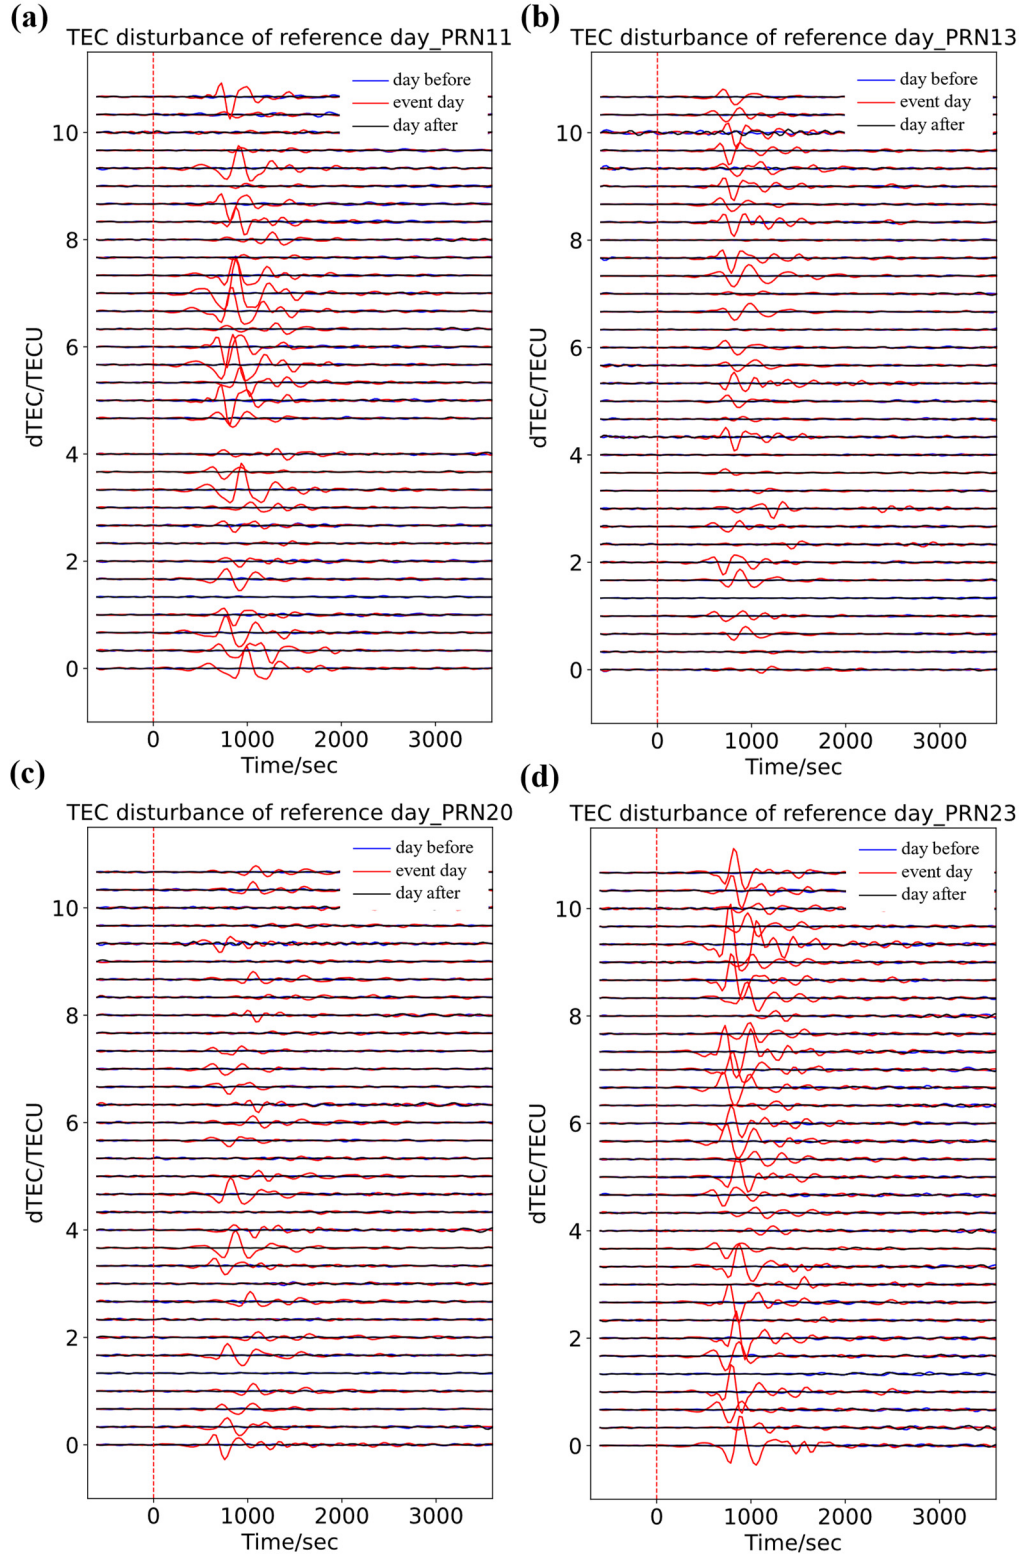 (a)
TEC disturbance of reference day_PRN11
day before
event day
day after
10
8
6
4
2
0
dTEC/TECU
0 1000 2000 3000
Time/sec
(b)
TEC disturbance of reference day_PRN13
day before
event day
day after
10
8
6
4
2
0
dTEC/TECU
0 1000 2000 3000
Time/sec
(c)
TEC disturbance of reference day_PRN20
day before
event day
day after
10
8
6
4
2
0
dTEC/TECU
0 1000 2000 3000
Time/sec
(d)
TEC disturbance of reference day_PRN23
day before
event day
day after
10
8
6
4
2
0
dTEC/TECU
0 1000 2000 3000
Time/sec